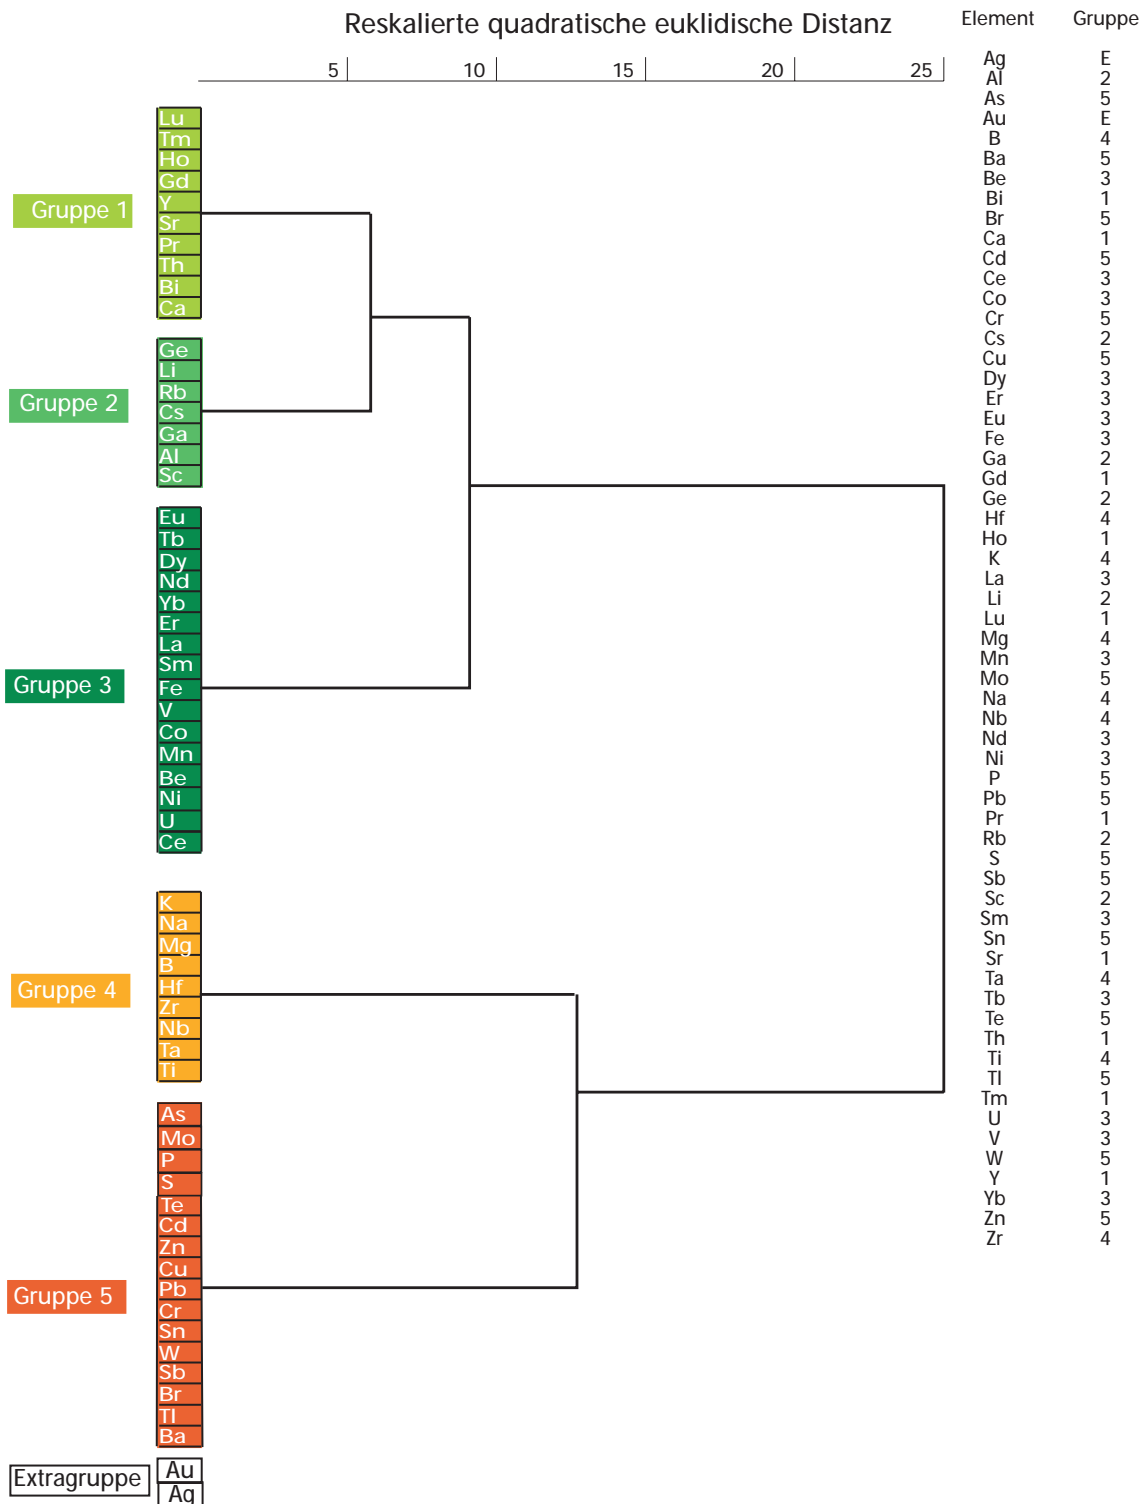 Reskalierte quadratische euklidische Distanz
5 10 15 20 25
Gruppe 1
Lu
Tm
Ho
Gd
Y
Sr
Pr
Th
Bi
Ca
Gruppe 2
Ge
Li
Rb
Cs
Ga
Al
Sc
Gruppe 3
Eu
Tb
Dy
Nd
Yb
Er
La
Sm
Fe
V
Co
Mn
Be
Ni
U
Ce
Gruppe 4
K
Na
Mg
B
Hf
Zr
Nb
Ta
Ti
Gruppe 5
As
Mo
P
S
Te
Cd
Zn
Cu
Pb
Cr
Sn
W
Sb
Br
Tl
Ba
Extragruppe
Au
Ag
Element Gruppe
Ag E
Al 2
As 5
Au E
B 4
Ba 5
Be 3
Bi 1
Br 5
Ca 1
Cd 5
Ce 3
Co 3
Cr 5
Cs 2
Cu 5
Dy 3
Er 3
Eu 3
Fe 3
Ga 2
Gd 1
Ge 2
Hf 4
Ho 1
K 4
La 3
Li 2
Lu 1
Mg 4
Mn 3
Mo 5
Na 4
Nb 4
Nd 3
Ni 3
P 5
Pb 5
Pr 1
Rb 2
S 5
Sb 5
Sc 2
Sm 3
Sn 5
Sr 1
Ta 4
Tb 3
Te 5
Th 1
Ti 4
Tl 5
Tm 1
U 3
V 3
W 5
Y 1
Yb 3
Zn 5
Zr 4